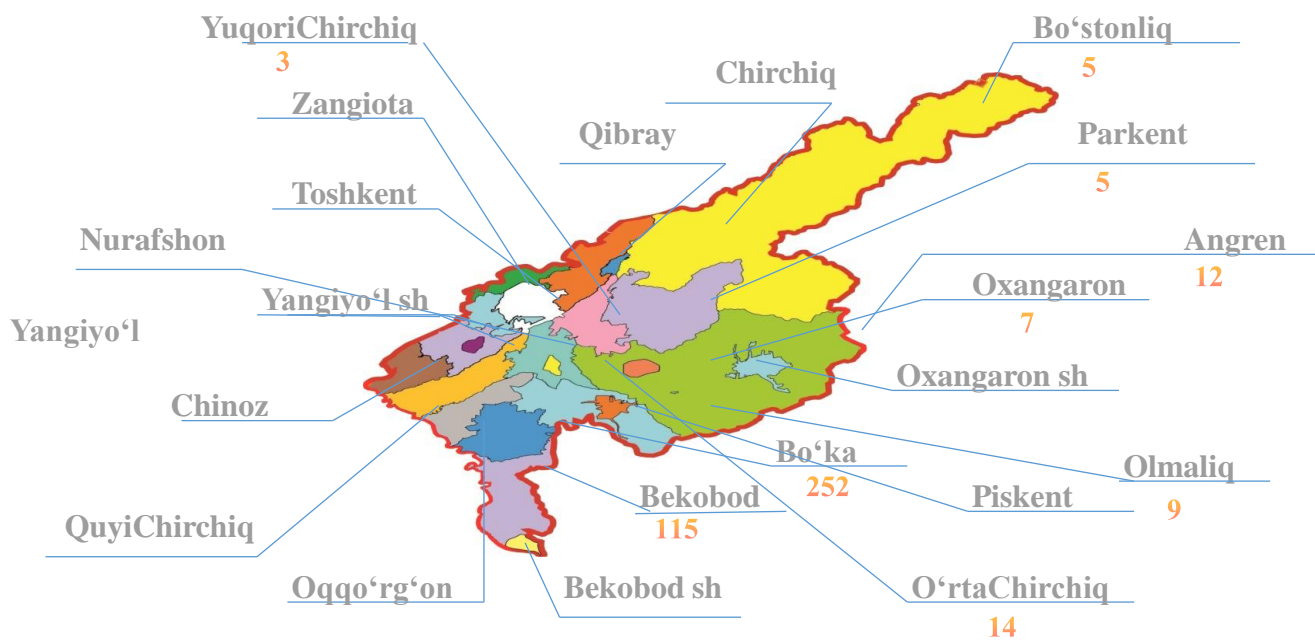 YuqoriChirchiq
3
Bo‘stonliq
5
Chirchiq
Zangiota
Qibray
Parkent
5
Toshkent
Nurafshon
Angren
12
Oxangaron
7
Yangiyo‘l sh
Yangiyo‘l
Oxangaron sh
Chinoz
Bo‘ka
252
Olmaliq
9
Bekobod
115
Piskent
QuyiChirchiq
Oqqo‘rg‘on
Bekobod sh
O‘rtaChirchiq
14